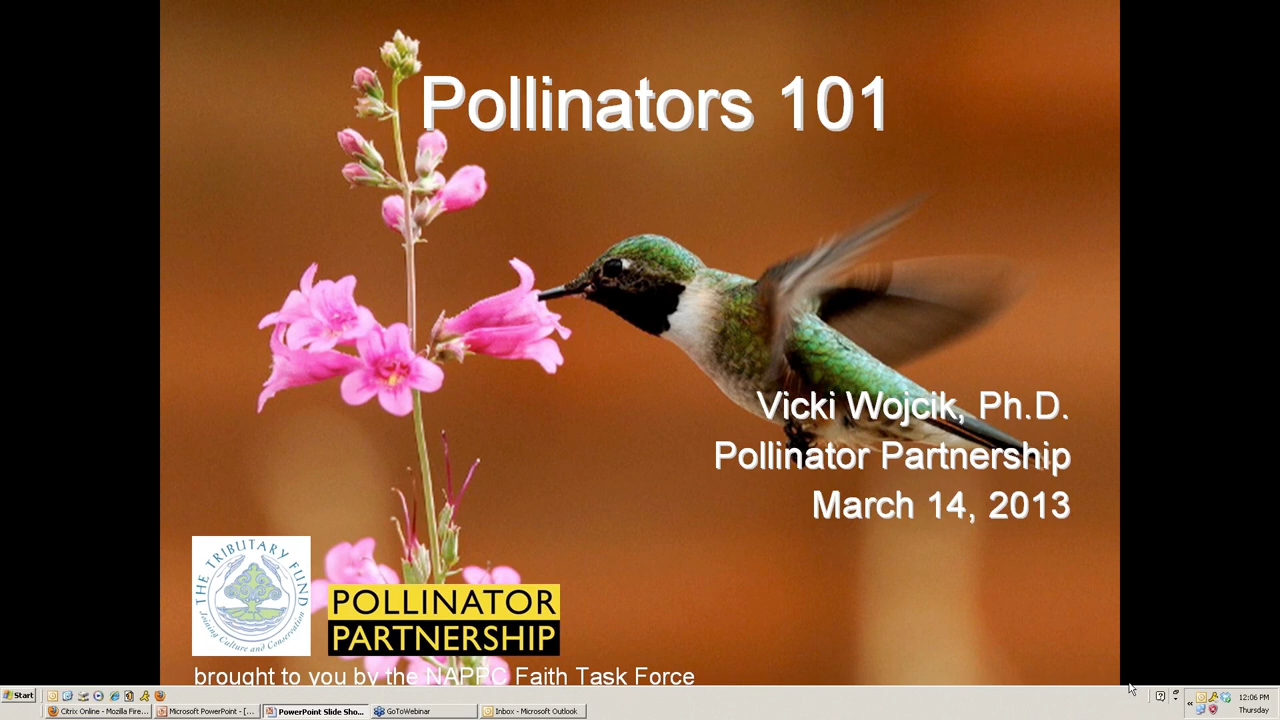 Pollinators 101
Vicki Wojcik, Ph.D.
Pollinator Partnership
March 14, 2013
THE TRIBUTARY FUND
Joining Culture and Conservation
POLLINATOR
PARTNERSHIP
brought to you by the NAPPC Faith Task Force
Start
Citrix Online - Mozilla Fire...
Microsoft PowerPoint - [...
PowerPoint Slide Sho...
GoToWebinar
Inbox - Microsoft Outlook
12:06 PM
Thursday